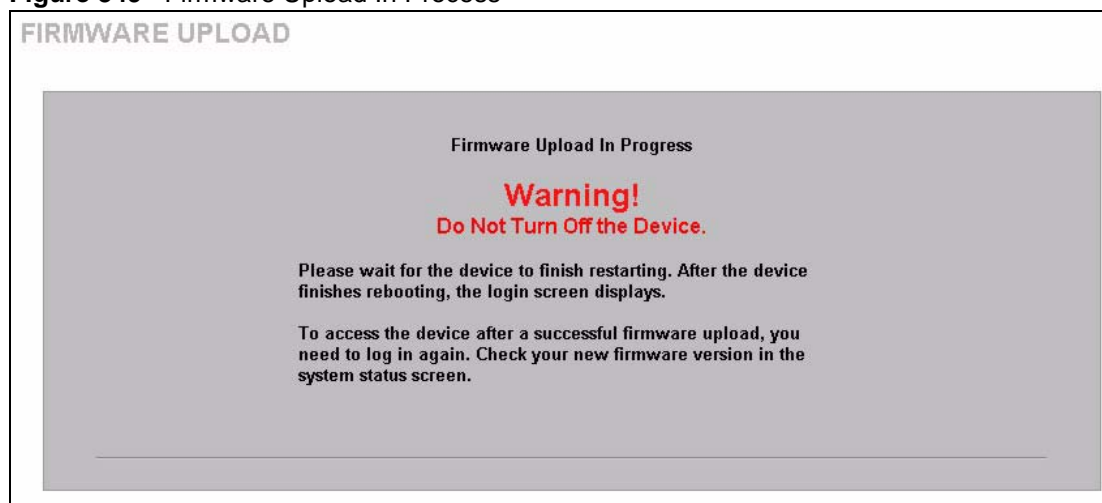 Firmware Upload In Process
FIRMWARE UPLOAD
Firmware Upload In Progress
Warning!
Do Not Turn Off the Device.
Please wait for the device to finish restarting. After the device
finishes rebooting, the login screen displays.
To access the device after a successful firmware upload, you
need to log in again. Check your new firmware version in the
system status screen.